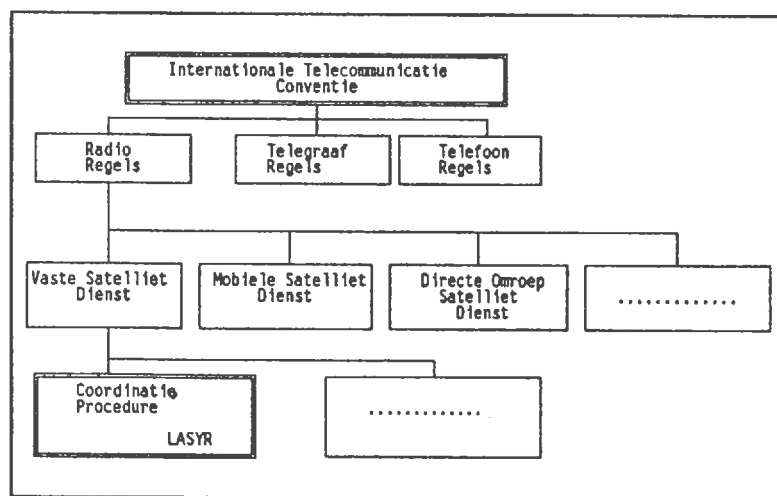 Internationale Telecommunicatie
Conventie
Radio
Regels
Telegraaf
Regels
Telefoon
Regels
Vaste Satelliet
Dienst
Mobiele Satelliet
Dienst
Directe Omroep
Satelliet
Dienst
.............
Coordinatie
Procedure
LASYR
.............